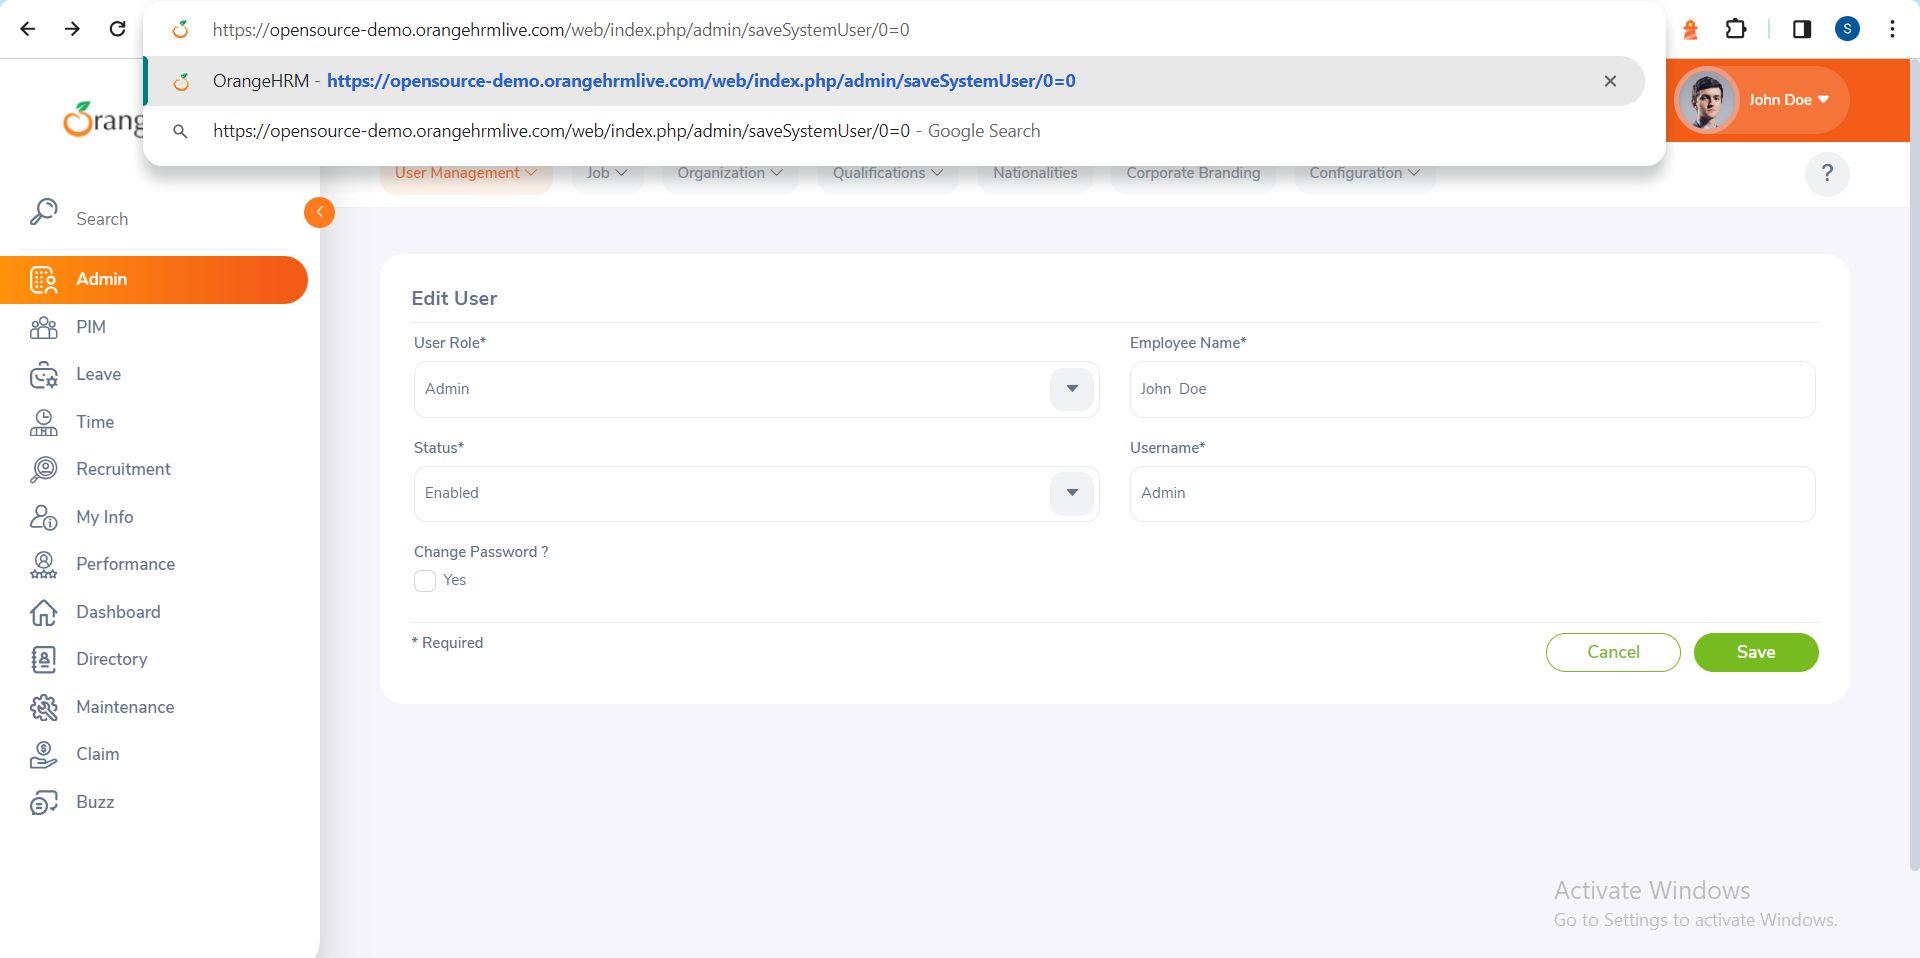 https://opensource-demo.orangehrmlive.com/web/index.php/admin/saveSystemUser/0=0
S
OrangeHRM - https://opensource-demo.orangehrmlive.com/web/index.php/admin/saveSystemUser/0=0
https://opensource-demo.orangehrmlive.com/web/index.php/admin/saveSystemUser/0=0 - Google Search
John Doe
rang
User Management
Job
Organization
Qualifications
Nationalities
Corporate Branding
Configuration
?
Search
Admin
PIM
Leave
Time
Recruitment
My Info
Performance
Dashboard
Directory
Maintenance
Claim
Buzz
Edit User
User Role*
Employee Name*
Admin
John Doe
Status*
Username*
Enabled
Admin
Change Password ?
Yes
* Required
Cancel
Save
Activate Windows
Go to Settings to activate Windows.